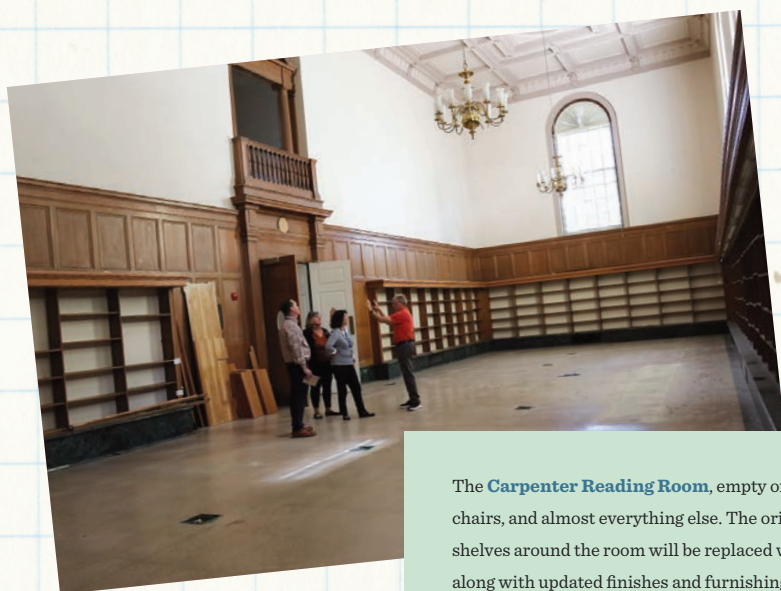 The Carpenter Reading Room, empty
chairs, and almost everything else. The
shelves around the room will be replaced
along with updated finishes and